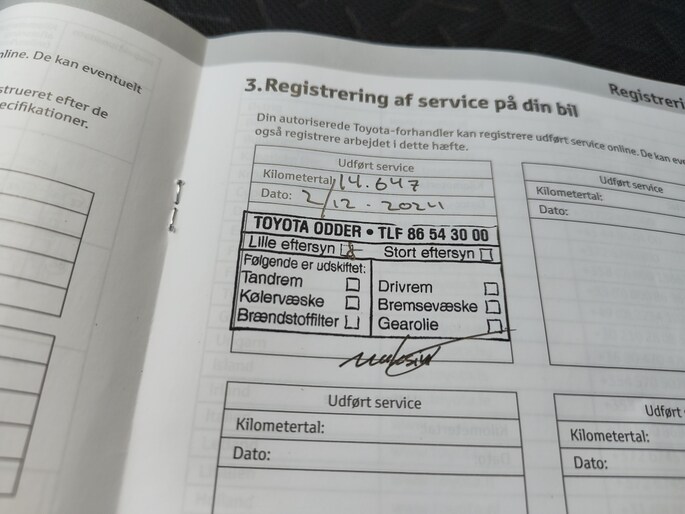 nline. De kan eventuelt
strueret efter de
ecifikationer.
Registreri
3.Registrering af service på din bil
Din autoriserede Toyota-forhandler kan registrere udført service online. De kan eve
også registrere arbejdet i dette hæfte.
Udført service
Kilometertal: 14.647
Dato: 2/12.2024
TOYOTA ODDER • TLF 86 54 30 00
Lille eftersyn
Stort eftersyn
Følgende er udskiftet:
Tandrem
Drivrem
Kølervæske
Bremsevæske
Brændstoffilter
Gearolie
Udført service
Kilometertal:
Dato:
Udført service
Kilometertal:
Dato:
Udført
Kilometertal:
Dato: